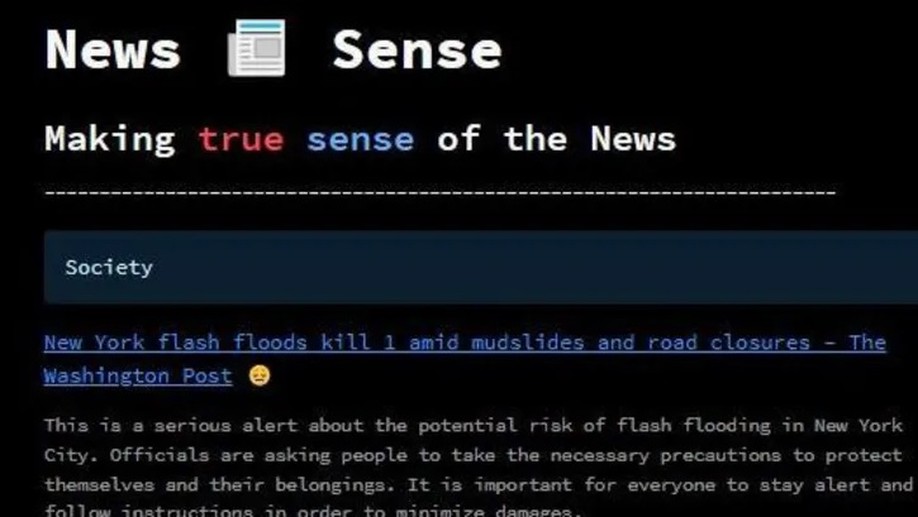 News 📰 Sense
Making true sense of the News
------------------------------------------------------------------------
Society
New York flash floods kill 1 amid mudslides and road closures - The
Washington Post 😔
This is a serious alert about the potential risk of flash flooding in New York
City. Officials are asking people to take the necessary precautions to protect
themselves and their belongings. It is important for everyone to stay alert and
follow instructions in order to minimize damages.